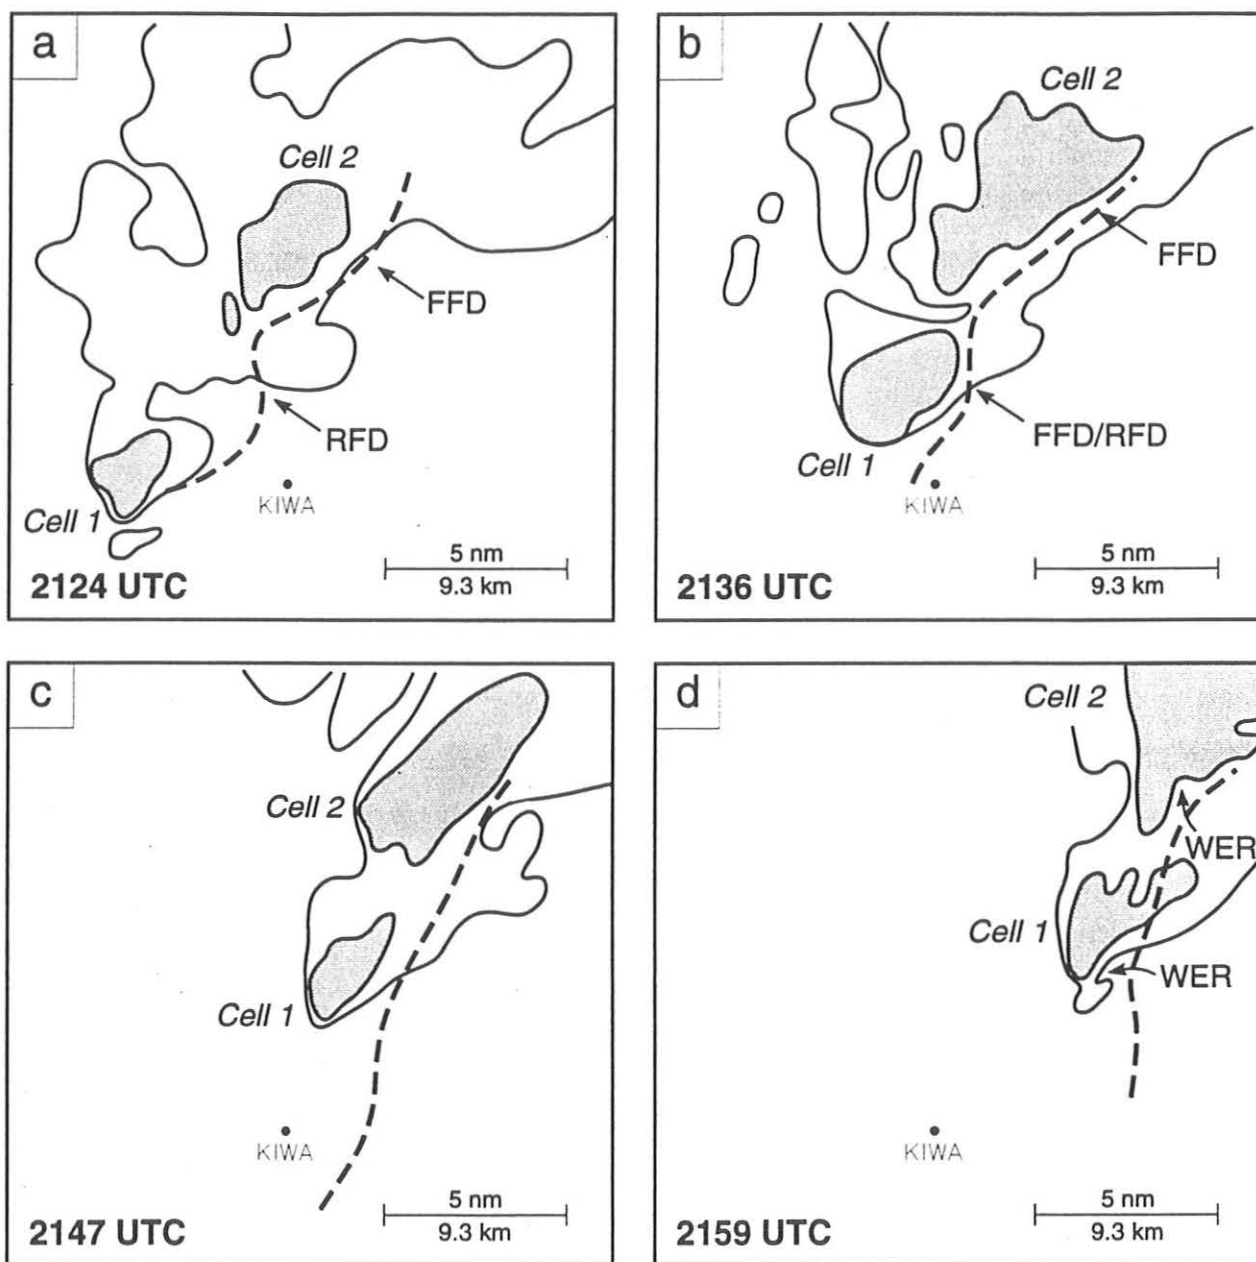 a
Cell 2
FFD
RFD
KIWA
Cell 1
5 nm
9.3 km
2124 UTC
b
Cell 2
FFD
FFD/RFD
Cell 1
KIWA
5 nm
9.3 km
2136 UTC
c
Cell 2
Cell 1
KIWA
5 nm
9.3 km
2147 UTC
d
Cell 2
WER
Cell 1
WER
KIWA
5 nm
9.3 km
2159 UTC